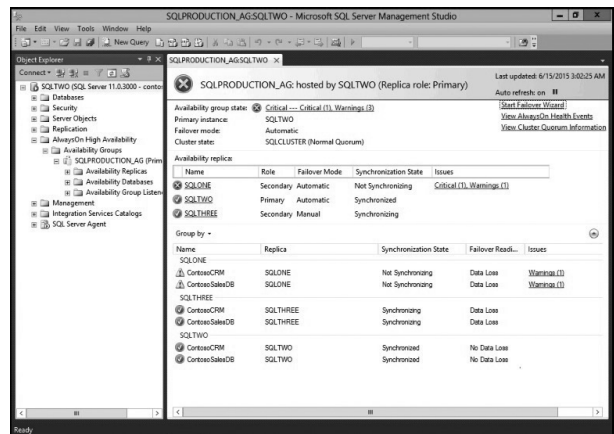 SQLPRODUCTION_AG:SQLTWO - Microsoft SQL Server Management Studio
File Edit View Tools Window Help
New Query
Object Explorer
SQLPRODUCTION_AG:SQLTWO
Connect
SQLTWO (SQL Server 11.0.3000 - contos
Databases
Security
Server Objects
Replication
AlwaysOn High Availability
Availability Groups
SQLPRODUCTION_AG (Prim
Availability Replicas
Availability Databases
Availability Group Listen
Management
Integration Services Catalogs
SQL Server Agent
SQLPRODUCTION_AG: hosted by SQLTWO (Replica role: Primary)
Last updated: 6/15/2015 3:02:25 AM
Auto refresh: on
Availability group state: Critical --- Critical (1), Warnings (3)
Primary instance: SQLTWO
Failover mode: Automatic
Cluster state: SQLCLUSTER (Normal Quorum)
Start Failover Wizard
View AlwaysOn Health Events
View Cluster Quorum Information
Availability replica:
Name Role Failover Mode Synchronization State Issues
SQLONE Secondary Automatic Not Synchronizing Critical (1), Warnings (1)
SQLTWO Primary Automatic Synchronized
SQLTHREE Secondary Manual Synchronizing
Group by
Name Replica Synchronization State Failover Readi... Issues
SQLONE
ContosoCRM SQLONE Not Synchronizing Data Loss Warnings (1)
ContosoSalesDB SQLONE Not Synchronizing Data Loss Warnings (1)
SQLTHREE
ContosoCRM SQLTHREE Synchronizing Data Loss
ContosoSalesDB SQLTHREE Synchronizing Data Loss
SQLTWO
ContosoCRM SQLTWO Synchronized No Data Loss
ContosoSalesDB SQLTWO Synchronized No Data Loss
Ready